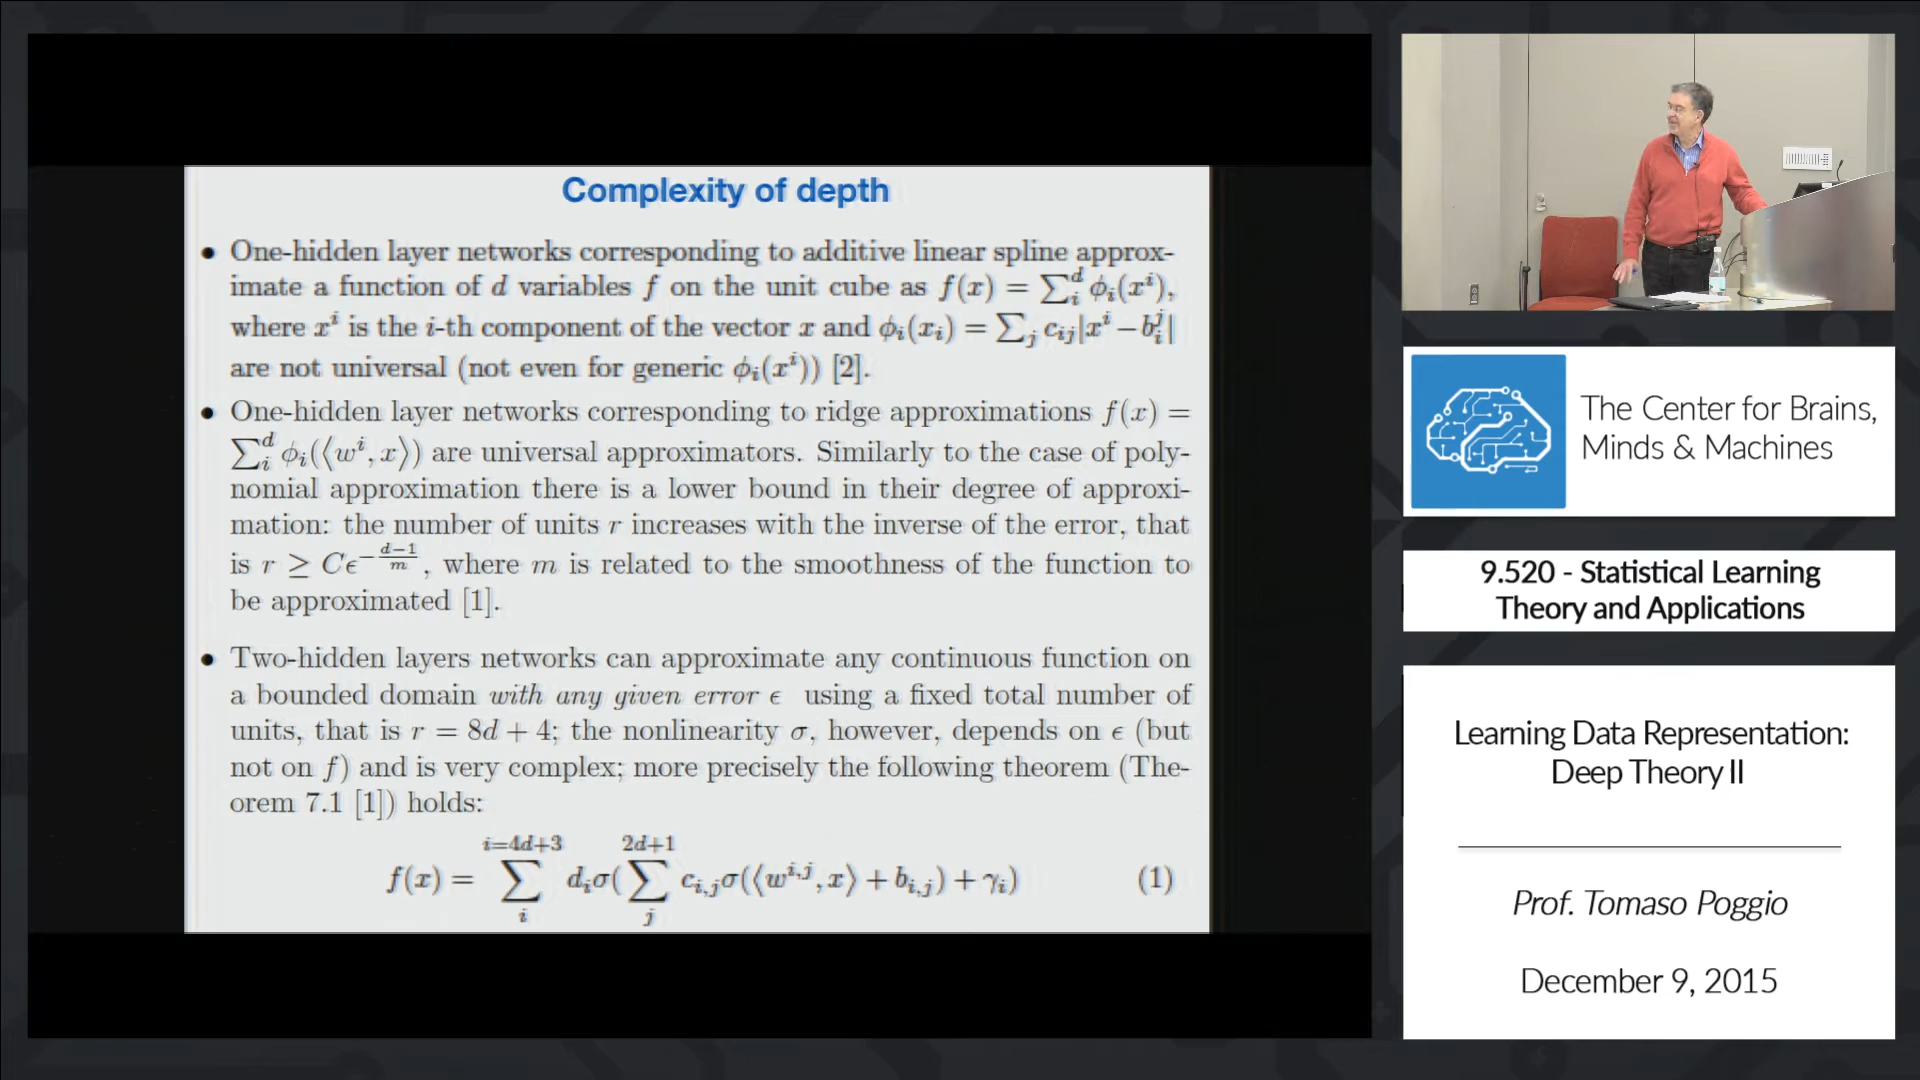 Complexity of depth
• One-hidden layer networks corresponding to additive linear spline approx-
imate a function of d variables f on the unit cube as f(x) = ∑_i^d ϕ_i(x^i),
where x^i is the i-th component of the vector x and ϕ_i(x_i) = ∑_j c_{ij}|x^i − b_i^j|
are not universal (not even for generic ϕ_i(x^i)) [2].
• One-hidden layer networks corresponding to ridge approximations f(x) =
∑_i^d ϕ_i(⟨w^i, x⟩) are universal approximators. Similarly to the case of poly-
nomial approximation there is a lower bound in their degree of approxi-
mation: the number of units r increases with the inverse of the error, that
is r ≥ Cϵ^{−\frac{d−1}{m}}, where m is related to the smoothness of the function to
be approximated [1].
• Two-hidden layers networks can approximate any continuous function on
a bounded domain with any given error ϵ using a fixed total number of
units, that is r = 8d + 4; the nonlinearity σ, however, depends on ϵ (but
not on f) and is very complex; more precisely the following theorem (The-
orem 7.1 [1]) holds:
f(x) = ∑_i^{i=4d+3} d_iσ(∑_j^{2d+1} c_{i,j}σ(⟨w^{i,j}, x⟩ + b_{i,j}) + γ_i) (1)
The Center for Brains,
Minds & Machines
9.520 - Statistical Learning
Theory and Applications
Learning Data Representation:
Deep Theory II
Prof. Tomaso Poggio
December 9, 2015